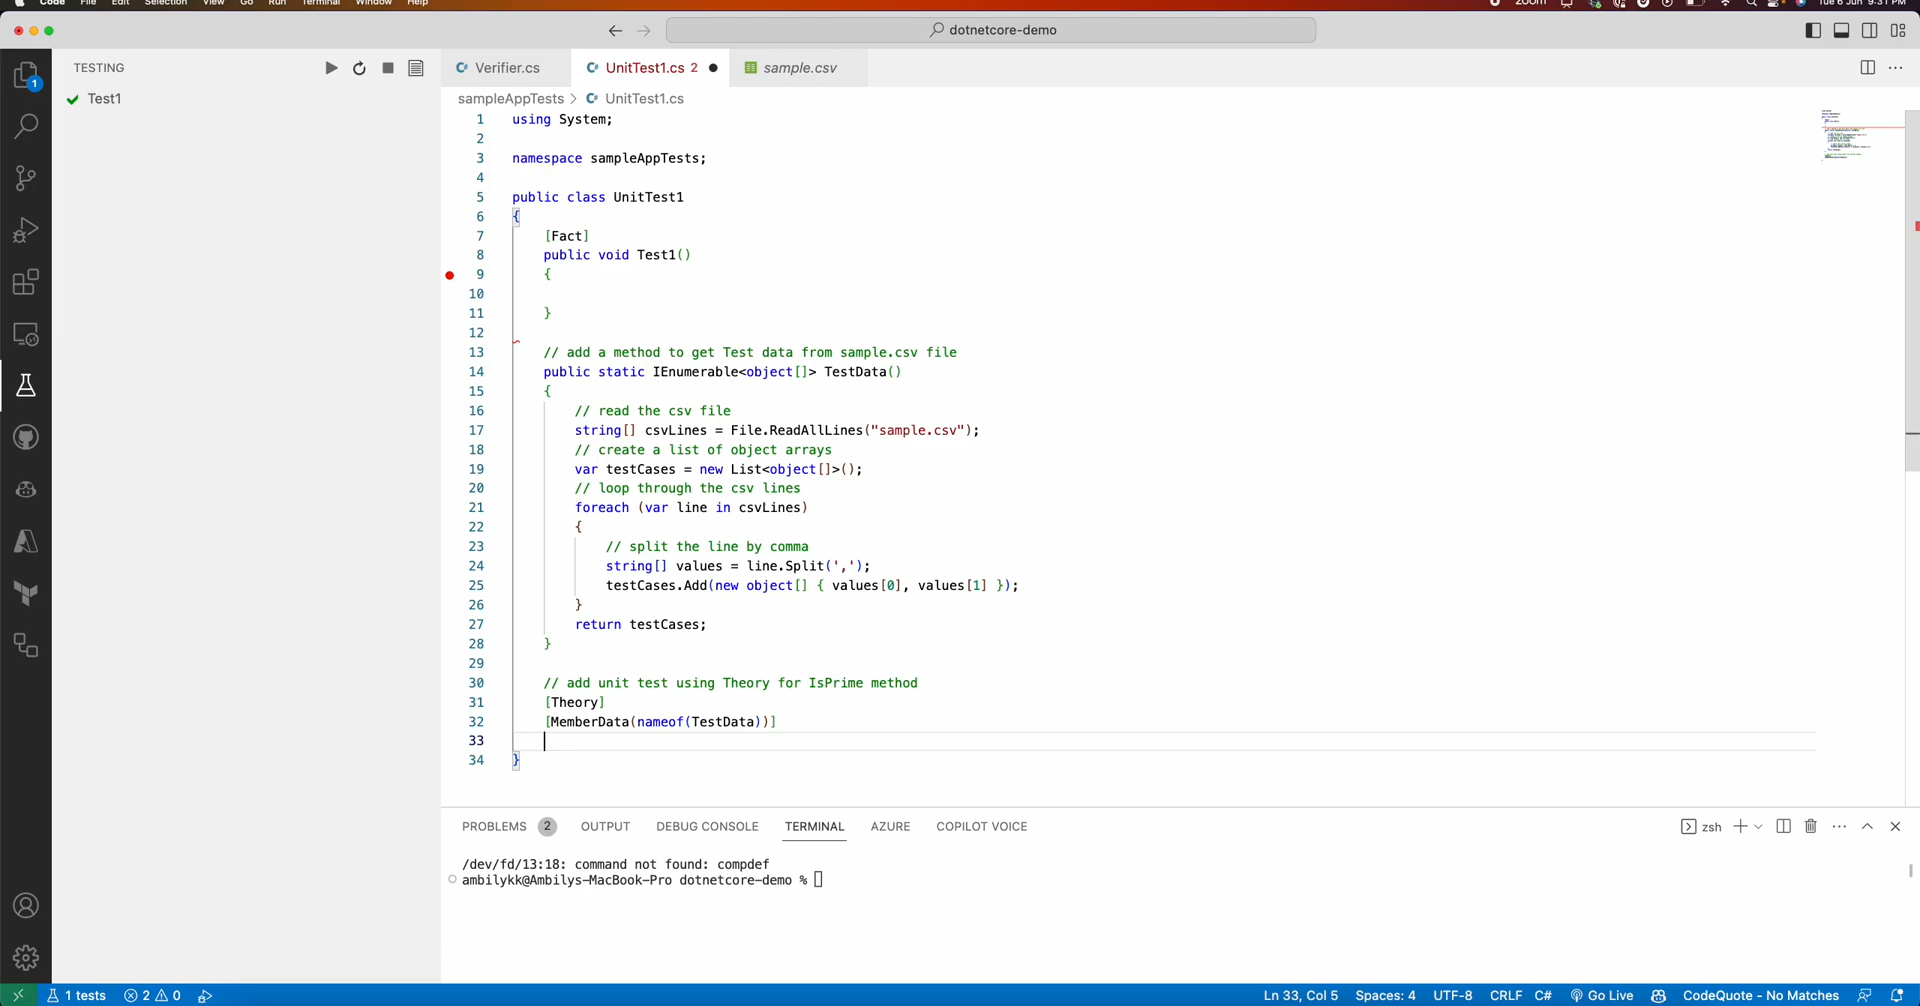 Code File Edit Selection View Go Run Terminal Window Help zoom Tue 6 Jun 9:31 PM
dotnetcore-demo
TESTING
Verifier.cs
UnitTest1.cs 2
sample.csv
1
Test1
sampleAppTests > UnitTest1.cs
1 using System;
2
3 namespace sampleAppTests;
4
5 public class UnitTest1
6 {
7 [Fact]
8 public void Test1()
9 {
10
11 }
12
13 // add a method to get Test data from sample.csv file
14 public static IEnumerable<object[]> TestData()
15 {
16 // read the csv file
17 string[] csvLines = File.ReadAllLines("sample.csv");
18 // create a list of object arrays
19 var testCases = new List<object[]>();
20 // loop through the csv lines
21 foreach (var line in csvLines)
22 {
23 // split the line by comma
24 string[] values = line.Split(',');
25 testCases.Add(new object[] { values[0], values[1] });
26 }
27 return testCases;
28 }
29
30 // add unit test using Theory for IsPrime method
31 [Theory]
32 [MemberData(nameof(TestData))]
33
34 }
PROBLEMS 2 OUTPUT DEBUG CONSOLE TERMINAL AZURE COPILOT VOICE zsh
/dev/fd/13:18: command not found: compdef
ambilykk@Ambilys-MacBook-Pro dotnetcore-demo %
1 tests 2 0 Ln 33, Col 5 Spaces: 4 UTF-8 CRLF C# Go Live CodeQuote - No Matches